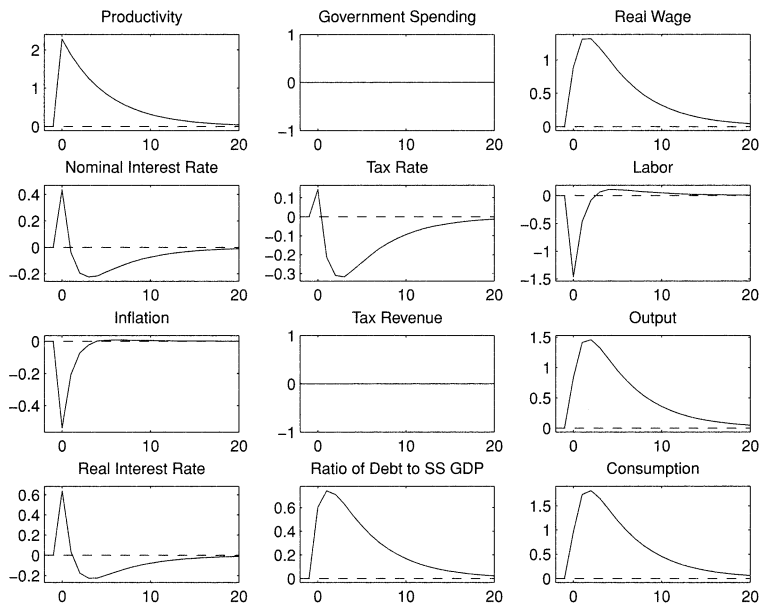 Productivity Government Spending Real Wage
2 1 1
1 0 0.5
0 −1 0
0 10 20 0 10 20 0 10 20
Nominal Interest Rate Tax Rate Labor
0.4 0.1 0
0.2 0 −0.5
0 −0.1 −1
−0.2 −0.2 −1.5
−0.3
0 10 20 0 10 20 0 10 20
Inflation Tax Revenue Output
0 1 1.5
−0.2 0 1
−0.4 −1 0.5
0
0 10 20 0 10 20 0 10 20
Real Interest Rate Ratio of Debt to SS GDP Consumption
0.6 0.6 1.5
0.4 0.4 1
0.2 0.2 0.5
0 0 0
−0.2
0 10 20 0 10 20 0 10 20